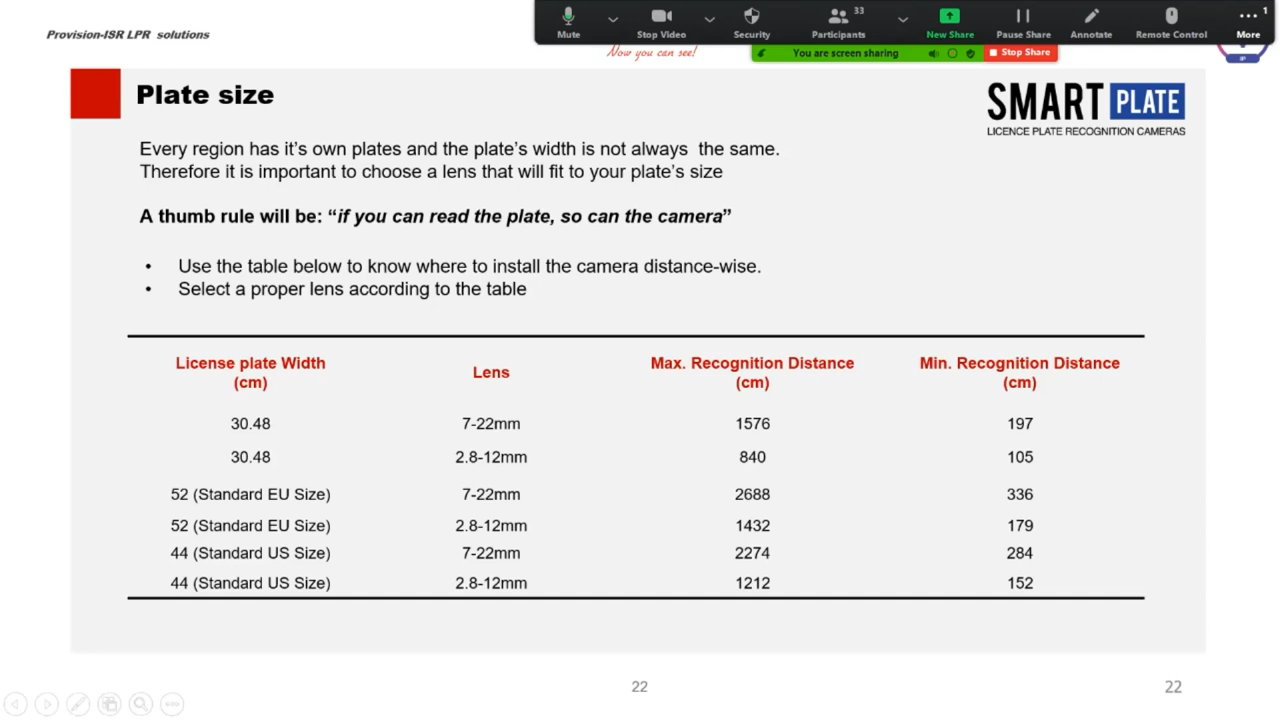 Provision-ISR LPR solutions
33
1
Mute
Stop Video
Security
Participants
New Share
Pause Share
Annotate
Remote Control
More
Now you can see!
You are screen sharing
Stop Share
IP
Plate size
SMART PLATE
LICENCE PLATE RECOGNITION CAMERAS
Every region has it's own plates and the plate's width is not always the same.
Therefore it is important to choose a lens that will fit to your plate's size
A thumb rule will be: “if you can read the plate, so can the camera”
• Use the table below to know where to install the camera distance-wise.
• Select a proper lens according to the table
License plate Width (cm) Lens Max. Recognition Distance (cm) Min. Recognition Distance (cm)
30.48 7-22mm 1576 197
30.48 2.8-12mm 840 105
52 (Standard EU Size) 7-22mm 2688 336
52 (Standard EU Size) 2.8-12mm 1432 179
44 (Standard US Size) 7-22mm 2274 284
44 (Standard US Size) 2.8-12mm 1212 152
22
22